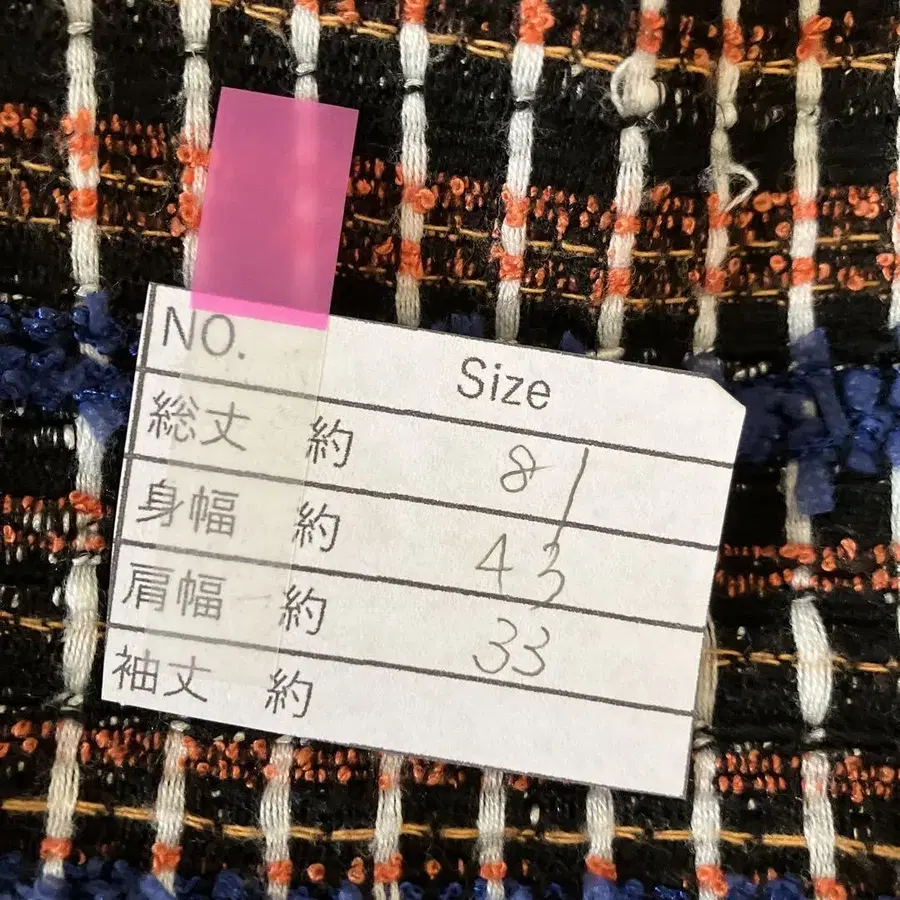 NO. Size
総丈 約 81
身幅 約 43
肩幅 約 33
袖丈 約